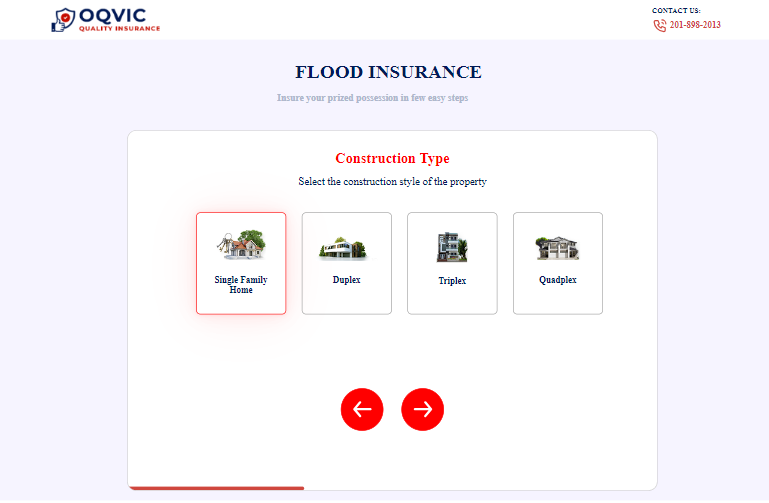 OQVIC
QUALITY INSURANCE
CONTACT US:
201-898-2013
FLOOD INSURANCE
Insure your prized possession in few easy steps
Construction Type
Select the construction style of the property
Single Family
Home
Duplex
Triplex
Quadplex